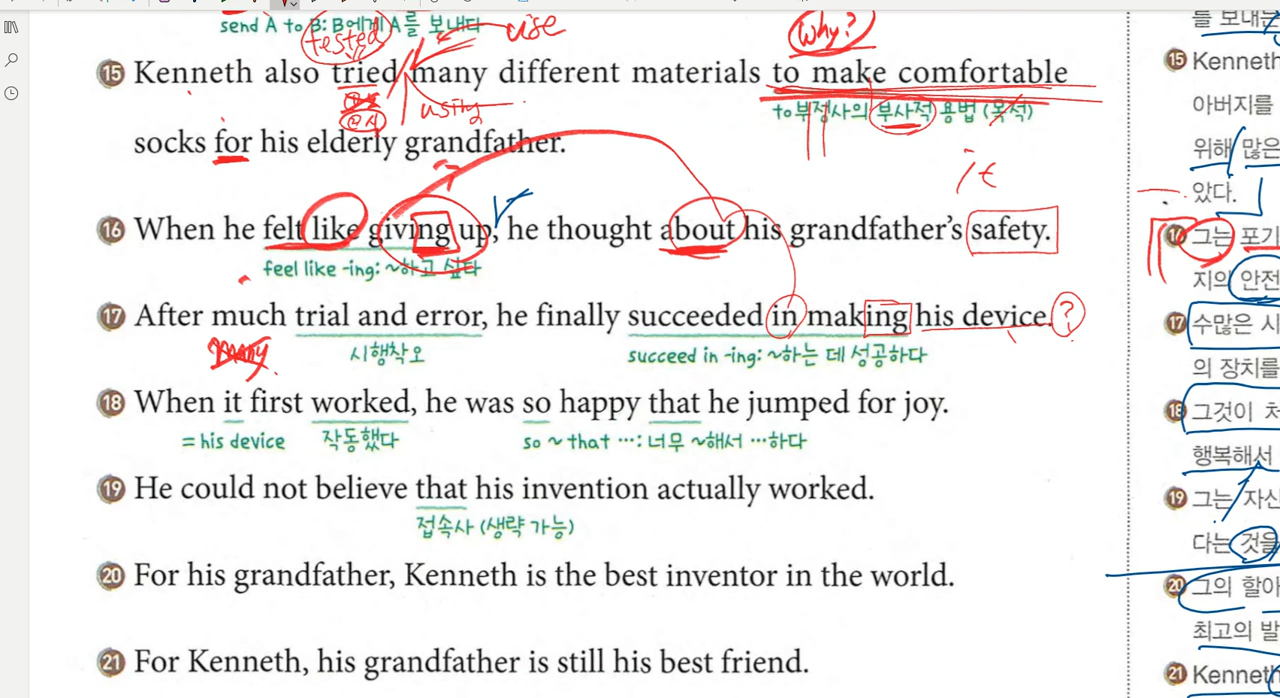 send A to B: B에게 A를 보내다
tested
use
why?
15 Kenneth also tried many different materials to make comfortable
using
to부정사의 부사적 용법 (목적)
socks for his elderly grandfather.
it
16 When he felt like giving up, he thought about his grandfather's safety.
feel like -ing: ~하고 싶다
17 After much trial and error, he finally succeeded in making his device. ?
many
시행착오
succeed in -ing: ~하는 데 성공하다
18 When it first worked, he was so happy that he jumped for joy.
= his device 작동했다 so ~ that …: 너무 ~해서 …하다
19 He could not believe that his invention actually worked.
접속사 (생략 가능)
20 For his grandfather, Kenneth is the best inventor in the world.
21 For Kenneth, his grandfather is still his best friend.
를 보내는
15 Kenneth
아버지를
위해 많은
았다.
16 그는 포기
지의 안전
17 수많은 시
의 장치를
18 그것이 처
행복해서
19 그는 자신
다는 것을
20 그의 할아
최고의 발
21 Kenneth